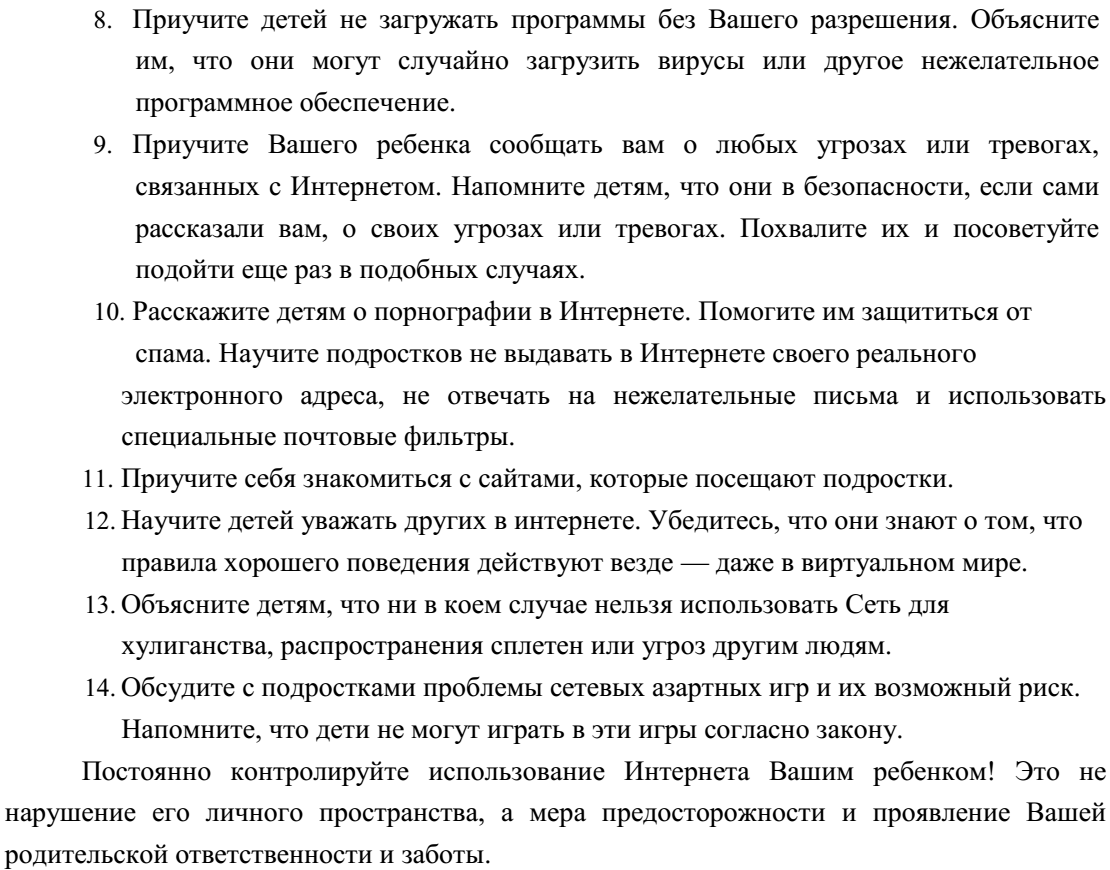 8. Приучите детей не загружать программы без Вашего разрешения. Объясните
им, что они могут случайно загрузить вирусы или другое нежелательное
программное обеспечение.
9. Приучите Вашего ребенка сообщать вам о любых угрозах или тревогах,
связанных с Интернетом. Напомните детям, что они в безопасности, если сами
рассказали вам, о своих угрозах или тревогах. Похвалите их и посоветуйте
подойти еще раз в подобных случаях.
10. Расскажите детям о порнографии в Интернете. Помогите им защититься от
спама. Научите подростков не выдавать в Интернете своего реального
электронного адреса, не отвечать на нежелательные письма и использовать
специальные почтовые фильтры.
11. Приучите себя знакомиться с сайтами, которые посещают подростки.
12. Научите детей уважать других в интернете. Убедитесь, что они знают о том, что
правила хорошего поведения действуют везде — даже в виртуальном мире.
13. Объясните детям, что ни в коем случае нельзя использовать Сеть для
хулиганства, распространения сплетен или угроз другим людям.
14. Обсудите с подростками проблемы сетевых азартных игр и их возможный риск.
Напомните, что дети не могут играть в эти игры согласно закону.
Постоянно контролируйте использование Интернета Вашим ребенком! Это не
нарушение его личного пространства, а мера предосторожности и проявление Вашей
родительской ответственности и заботы.